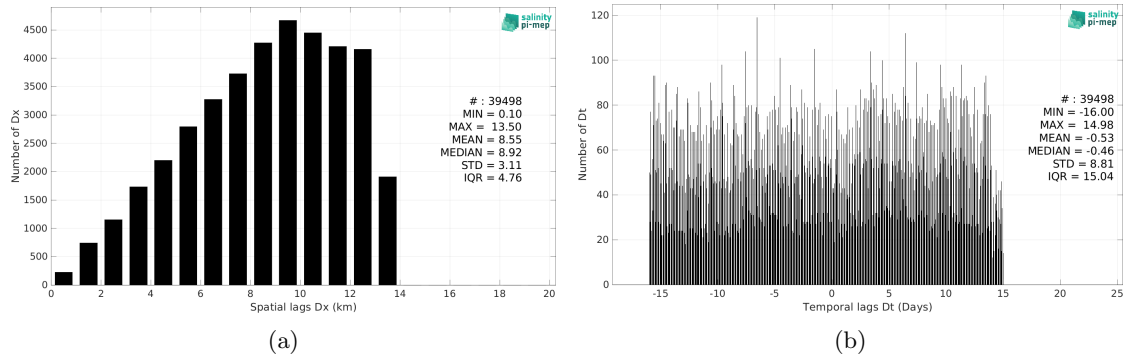 salinity
pi-mep
4500
4000
3500
3000
2500
2000
1500
1000
500
0
Number of Dx
# : 39498
MIN = 0.10
MAX = 13.50
MEAN = 8.55
MEDIAN = 8.92
STD = 3.11
IQR = 4.76
0 2 4 6 8 10 12 14 16 18 20
Spatial lags Dx (km)
(a)
salinity
pi-mep
120
100
80
60
40
20
0
Number of Dt
# : 39498
MIN = -16.00
MAX = 14.98
MEAN = -0.53
MEDIAN = -0.46
STD = 8.81
IQR = 15.04
-15 -10 -5 0 5 10 15 20 25
Temporal lags Dt (Days)
(b)